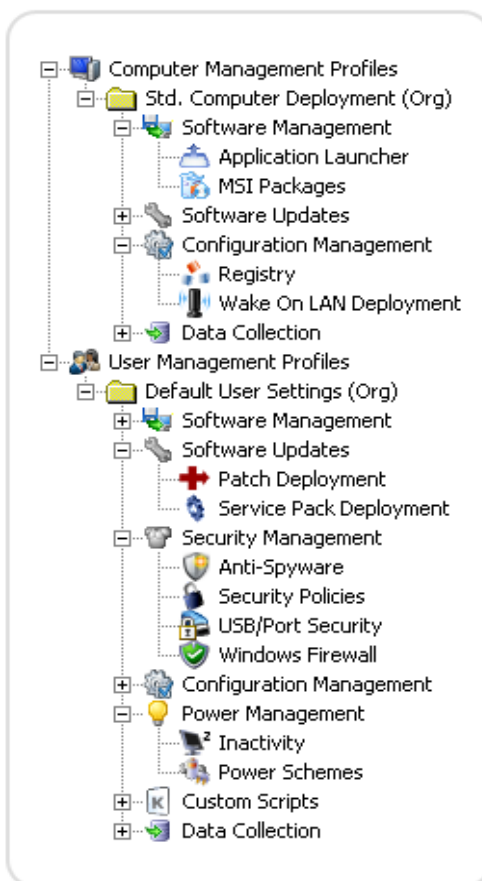 Computer Management Profiles
Std. Computer Deployment (Org)
Software Management
Application Launcher
MSI Packages
Software Updates
Configuration Management
Registry
Wake On LAN Deployment
Data Collection
User Management Profiles
Default User Settings (Org)
Software Management
Software Updates
Patch Deployment
Service Pack Deployment
Security Management
Anti-Spyware
Security Policies
USB/Port Security
Windows Firewall
Configuration Management
Power Management
Inactivity
Power Schemes
K Custom Scripts
Data Collection